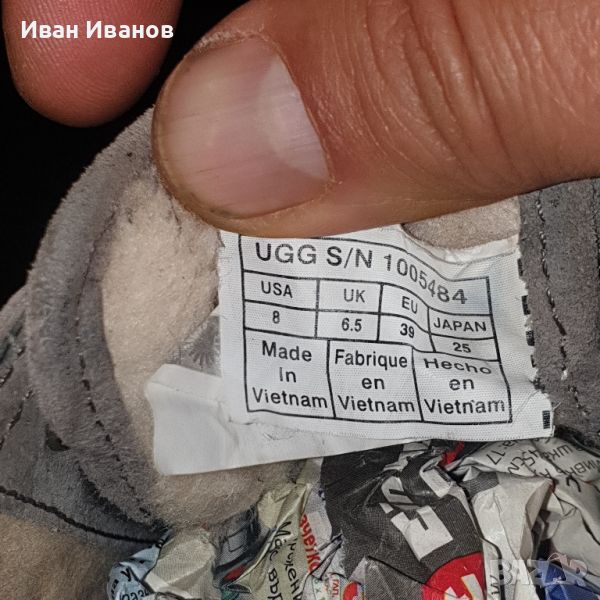 Иван Иванов
UGG S/N 1005484
USA UK EU JAPAN
8 6.5 39 25
Made Fabrique Hecho
in en en
Vietnam Vietnam Vietnam
BAZAR